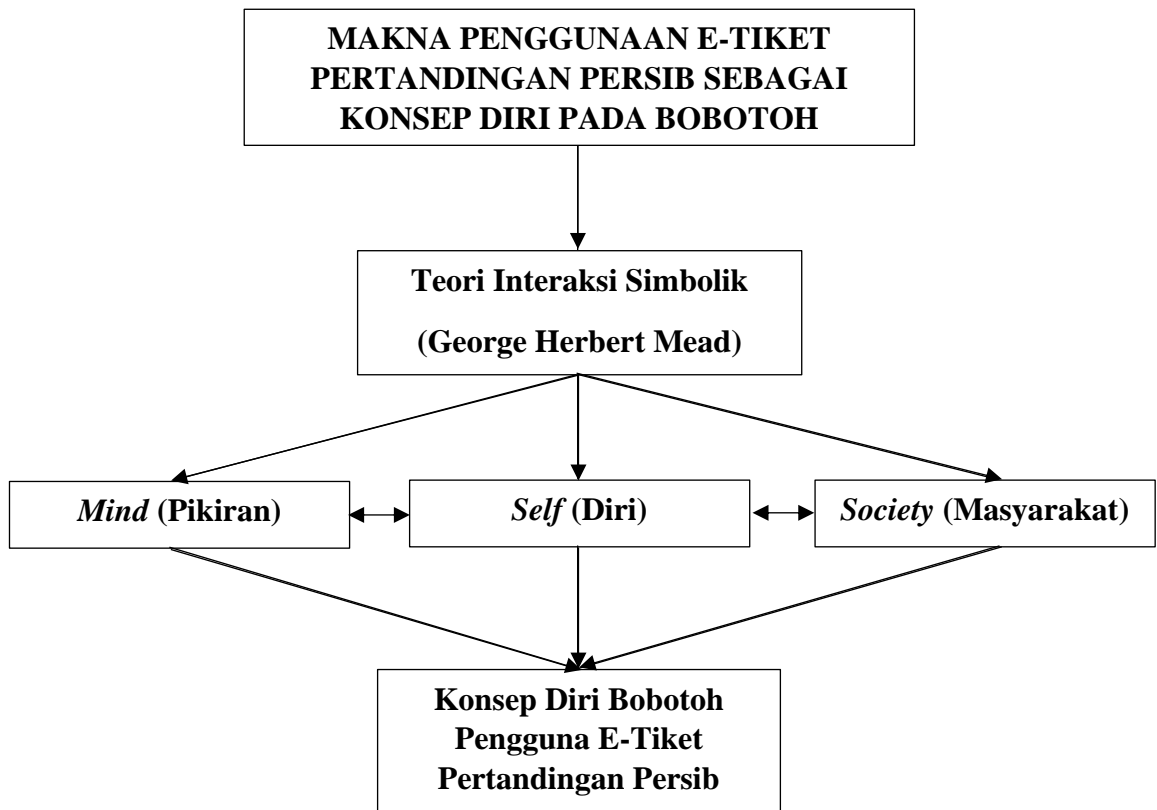 MAKNA PENGGUNAAN E-TIKET
PERTANDINGAN PERSIB SEBAGAI
KONSEP DIRI PADA BOBOTOH
Teori Interaksi Simbolik
(George Herbert Mead)
Mind (Pikiran)
Self (Diri)
Society (Masyarakat)
Konsep Diri Bobotoh
Pengguna E-Tiket
Pertandingan Persib